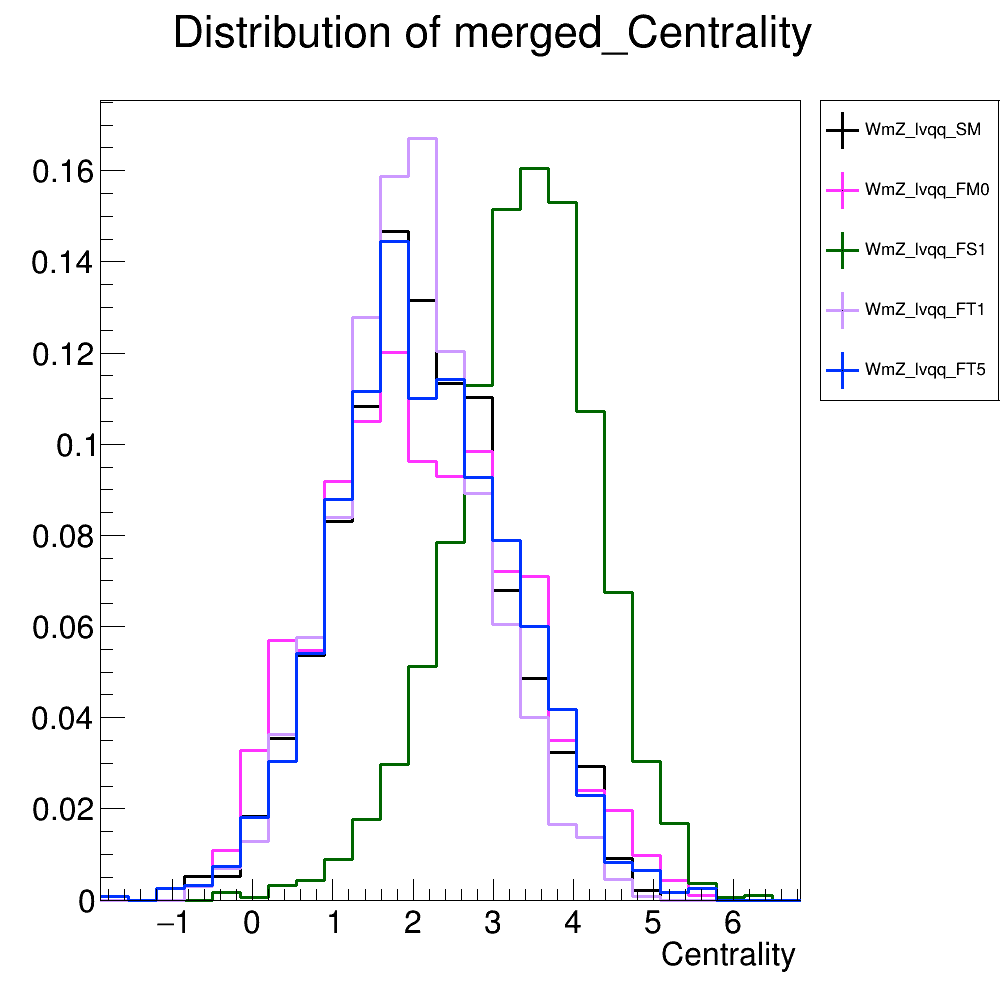 Distribution of merged_Centrality
WmZ_lvqq_SM
WmZ_lvqq_FM0
WmZ_lvqq_FS1
WmZ_lvqq_FT1
WmZ_lvqq_FT5
0.16
0.14
0.12
0.1
0.08
0.06
0.04
0.02
0
−1 0 1 2 3 4 5 6
Centrality